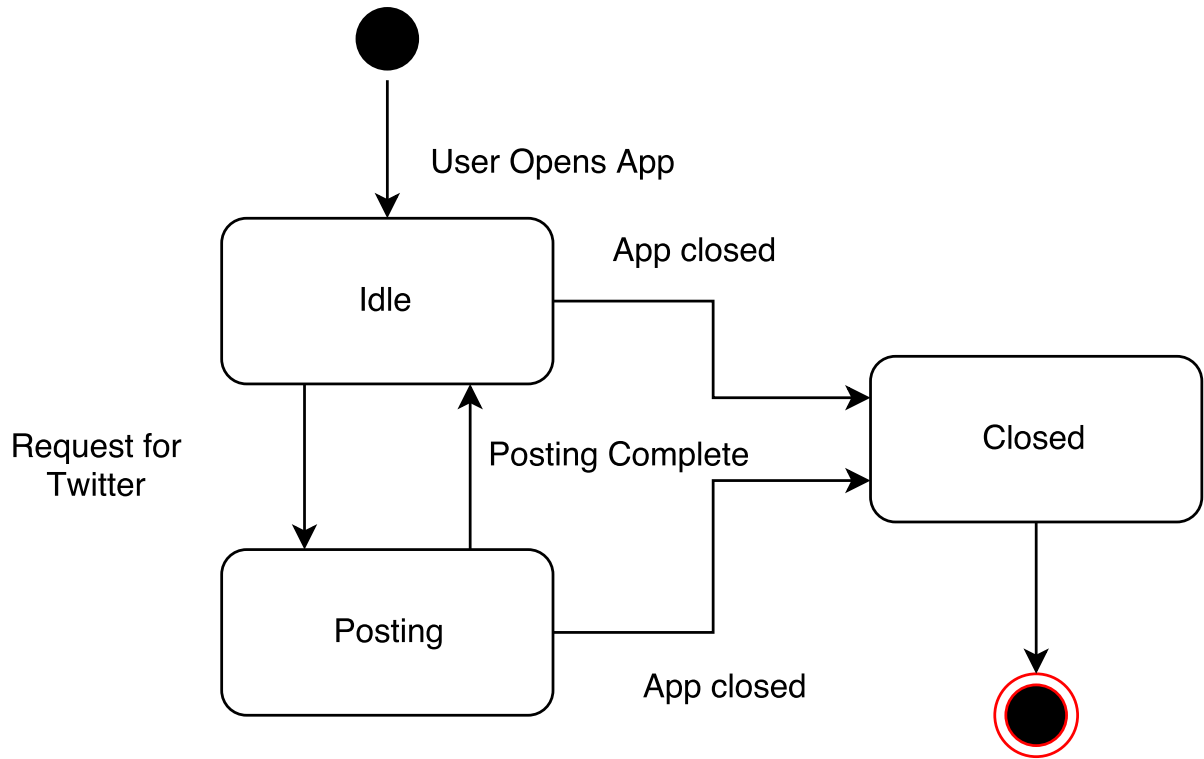 User Opens App
App closed
Idle
Closed
Request for
Twitter
Posting Complete
Posting
App closed